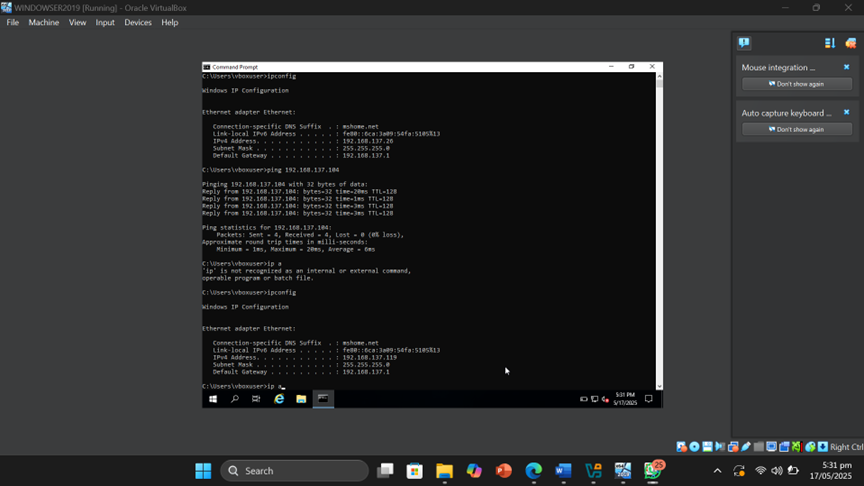 WINDOWSER2019 [Running] - Oracle VirtualBox
File Machine View Input Devices Help
Command Prompt
C:\Users\vboxuser>ipconfig
Windows IP Configuration
Ethernet adapter Ethernet:
Connection-specific DNS Suffix . : mshome.net
Link-local IPv6 Address . . . . . : fe80::6ca:3a09:54fa:5105%13
IPv4 Address. . . . . . . . . . . : 192.168.137.26
Subnet Mask . . . . . . . . . . . : 255.255.255.0
Default Gateway . . . . . . . . . : 192.168.137.1
C:\Users\vboxuser>ping 192.168.137.104
Pinging 192.168.137.104 with 32 bytes of data:
Reply from 192.168.137.104: bytes=32 time=20ms TTL=128
Reply from 192.168.137.104: bytes=32 time=1ms TTL=128
Reply from 192.168.137.104: bytes=32 time=3ms TTL=128
Reply from 192.168.137.104: bytes=32 time=3ms TTL=128
Ping statistics for 192.168.137.104:
Packets: Sent = 4, Received = 4, Lost = 0 (0% loss),
Approximate round trip times in milli-seconds:
Minimum = 1ms, Maximum = 20ms, Average = 6ms
C:\Users\vboxuser>ip a
'ip' is not recognized as an internal or external command,
operable program or batch file.
C:\Users\vboxuser>ipconfig
Windows IP Configuration
Ethernet adapter Ethernet:
Connection-specific DNS Suffix . : mshome.net
Link-local IPv6 Address . . . . . : fe80::6ca:3a09:54fa:5105%13
IPv4 Address. . . . . . . . . . . : 192.168.137.119
Subnet Mask . . . . . . . . . . . : 255.255.255.0
Default Gateway . . . . . . . . . : 192.168.137.1
C:\Users\vboxuser>ip a_
5:31 PM
5/17/2025
Mouse integration ...
Don't show again
Auto capture keyboard ...
Don't show again
Right Ctrl
Search
25
5:31 pm
17/05/2025